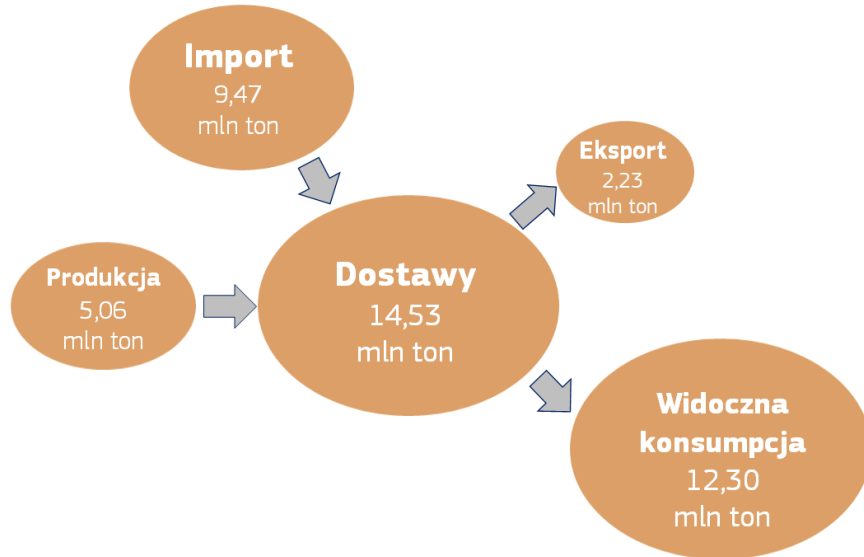 Import
9,47
mln ton
Eksport
2,23
mln ton
Produkcja
5,06
mln ton
Dostawy
14,53
mln ton
Widoczna
konsumpcja
12,30
mln ton